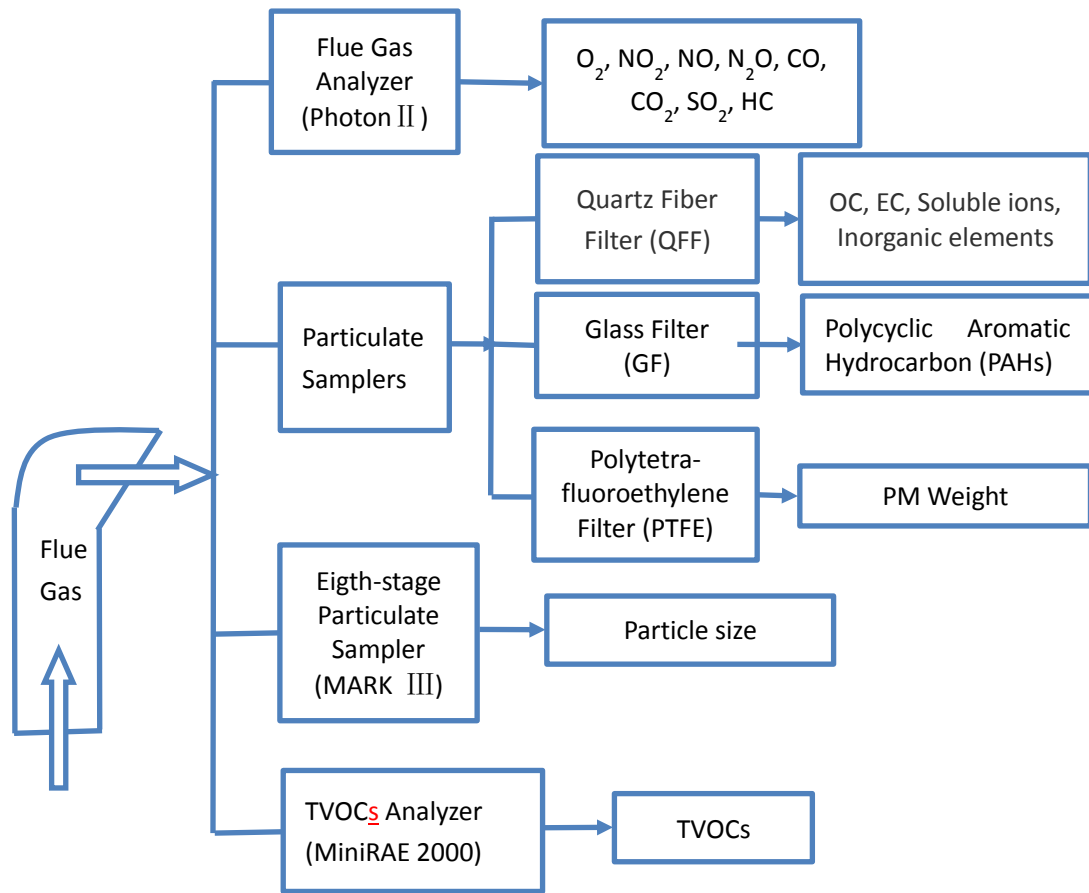 Flue Gas
Analyzer
(Photon Ⅱ)
O₂, NO₂, NO, N₂O, CO,
CO₂, SO₂, HC
Quartz Fiber
Filter (QFF)
OC, EC, Soluble ions,
Inorganic elements
Particulate
Samplers
Glass Filter
(GF)
Polycyclic Aromatic
Hydrocarbon (PAHs)
Polytetra-
fluoroethylene
Filter (PTFE)
PM Weight
Flue
Gas
Eigth-stage
Particulate
Sampler
(MARK Ⅲ)
Particle size
TVOCs Analyzer
(MiniRAE 2000)
TVOCs